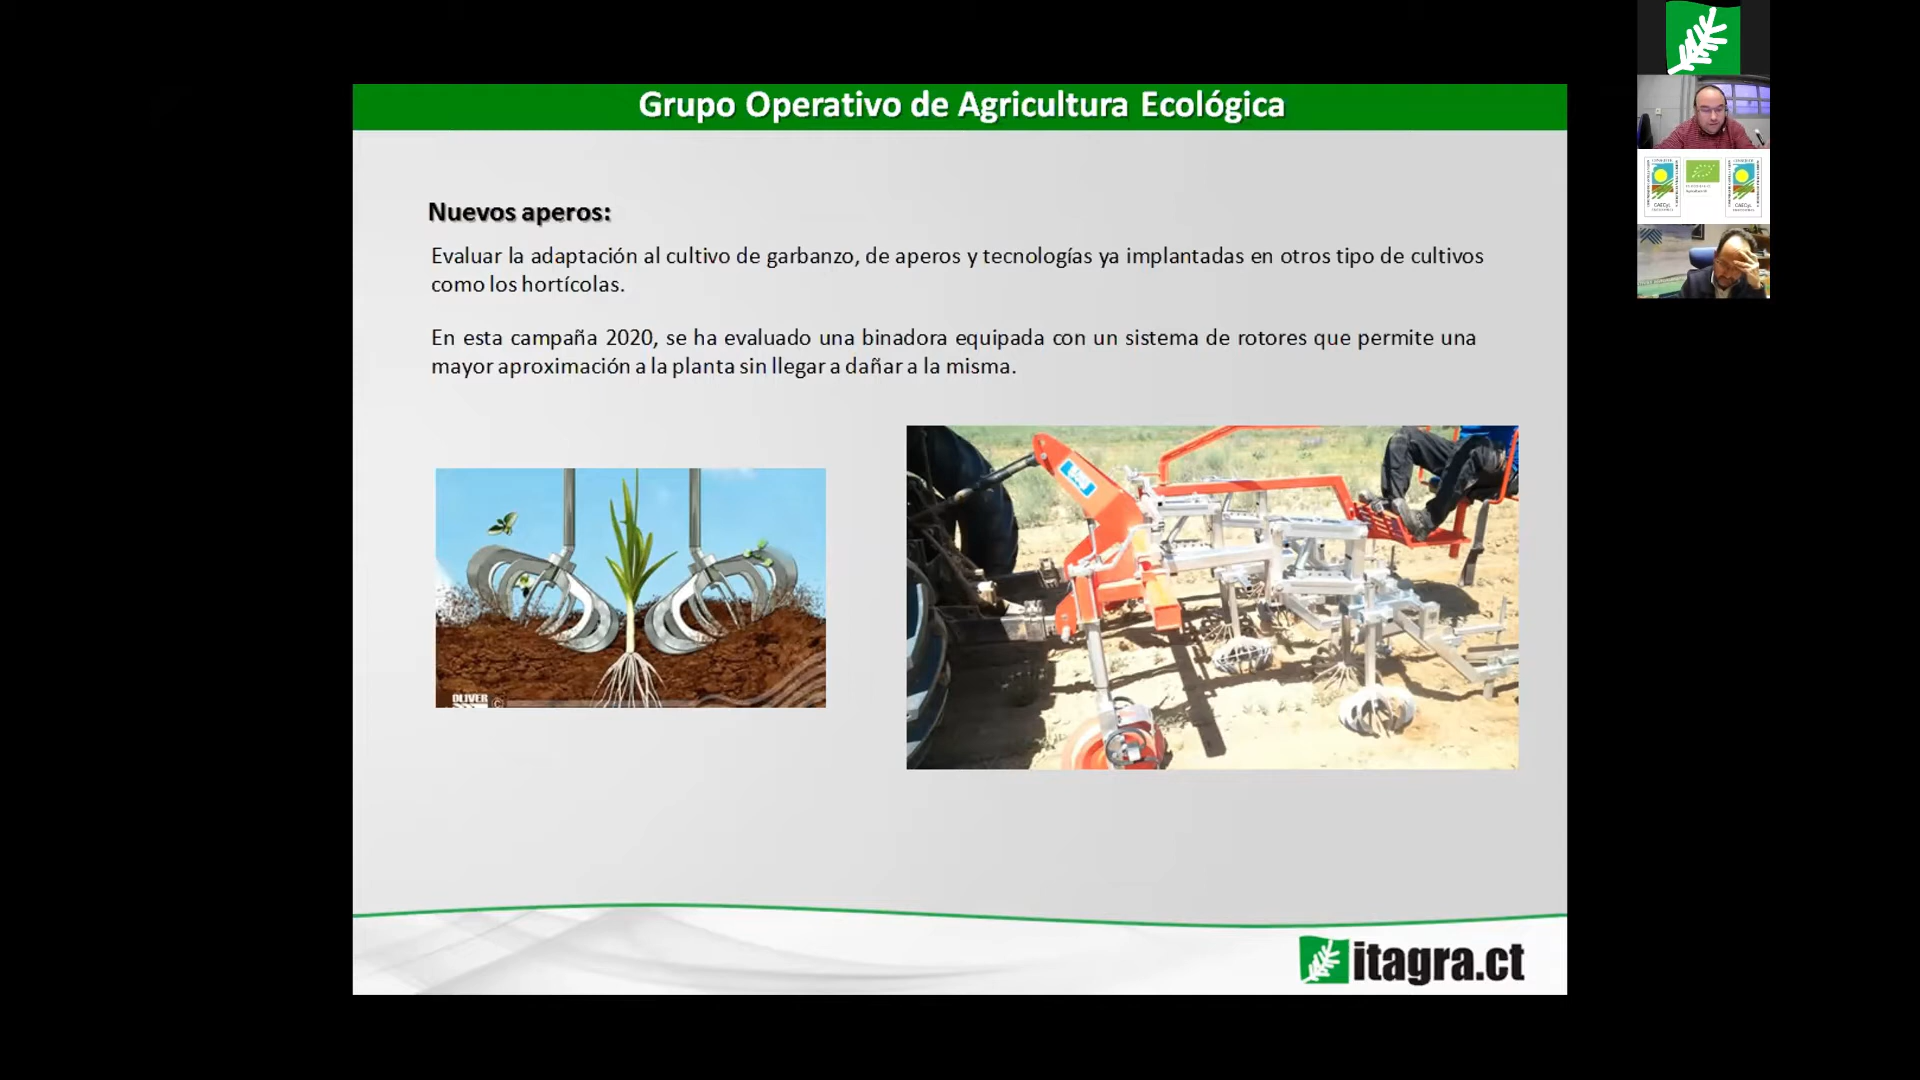 Grupo Operativo de Agricultura Ecológica
Nuevos aperos:
Evaluar la adaptación al cultivo de garbanzo, de aperos y tecnologías ya implantadas en otros tipo de cultivos
como los hortícolas.
En esta campaña 2020, se ha evaluado una binadora equipada con un sistema de rotores que permite una
mayor aproximación a la planta sin llegar a dañar a la misma.
OLIVER
itagra.ct
CAECyL
CAECyL